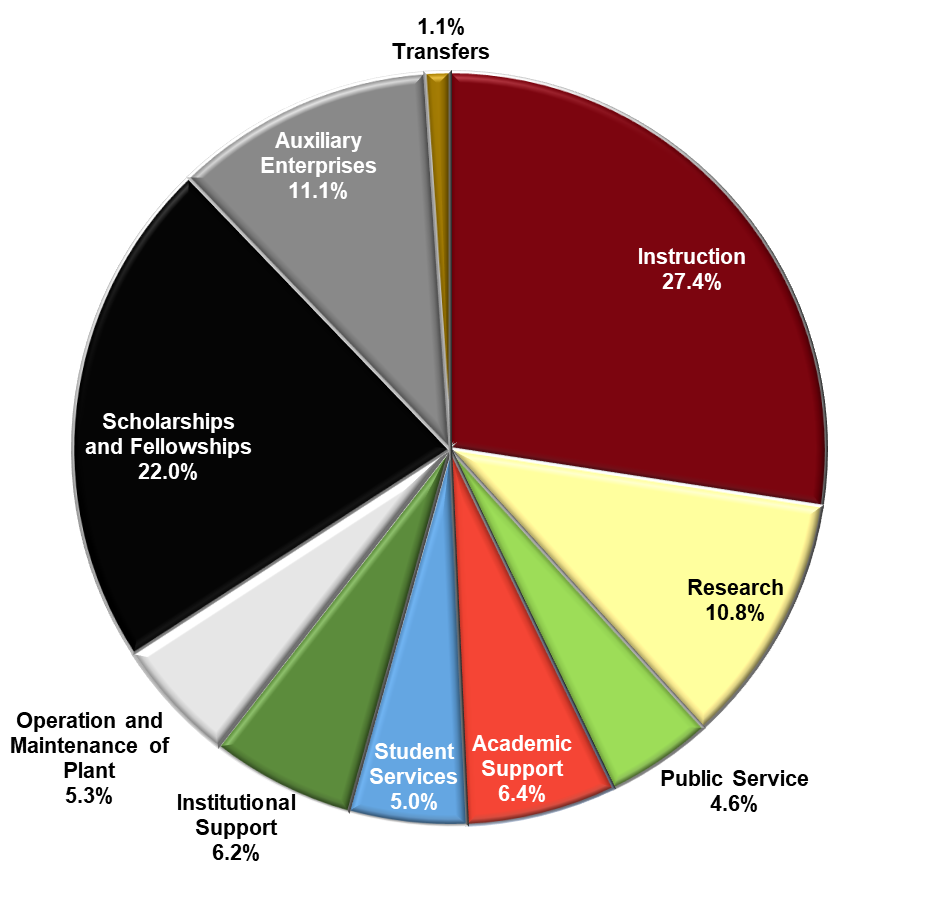 1.1%
Transfers
Auxiliary
Enterprises
11.1%
Instruction
27.4%
Scholarships
and Fellowships
22.0%
Research
10.8%
Operation and
Maintenance of
Plant
5.3%
Institutional
Support
6.2%
Student
Services
5.0%
Academic
Support
6.4%
Public Service
4.6%